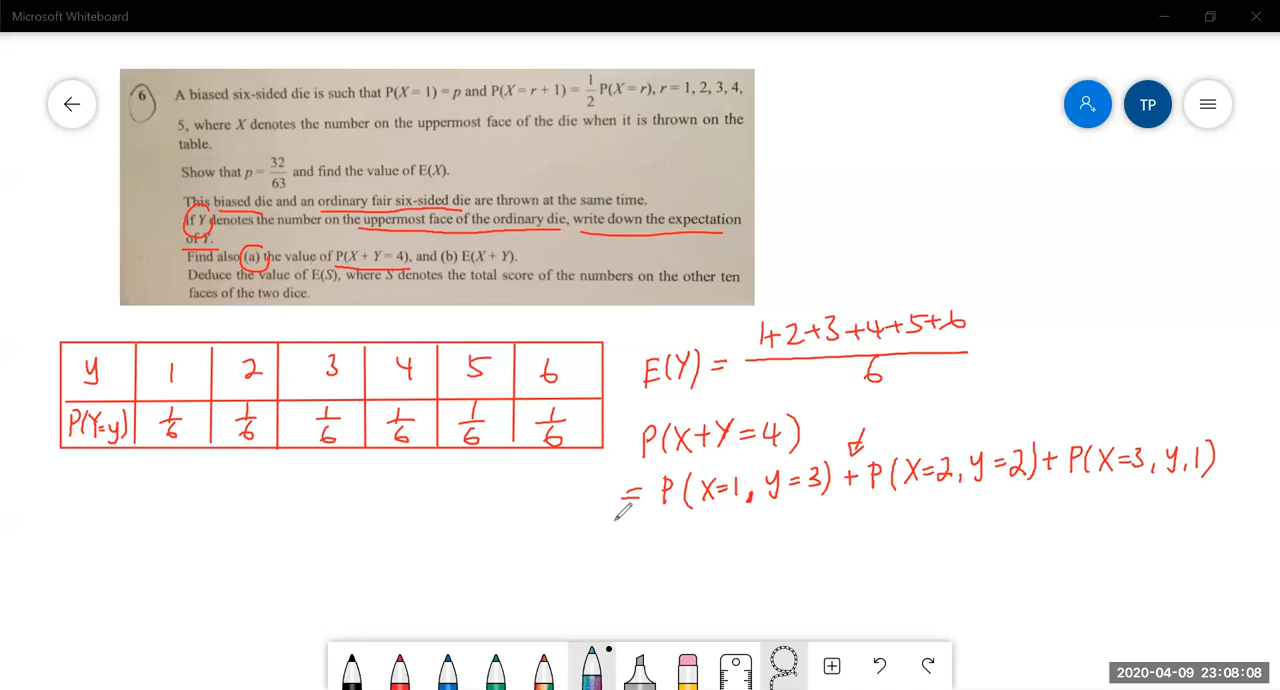 Microsoft Whiteboard
6 A biased six-sided die is such that P(X = 1) = p and P(X = r + 1) = 1/2 P(X = r), r = 1, 2, 3, 4,
5, where X denotes the number on the uppermost face of the die when it is thrown on the
table.
Show that p = 32/63 and find the value of E(X).
This biased die and an ordinary fair six-sided die are thrown at the same time.
If Y denotes the number on the uppermost face of the ordinary die, write down the expectation
of Y.
Find also (a) the value of P(X + Y = 4), and (b) E(X + Y).
Deduce the value of E(S), where S denotes the total score of the numbers on the other ten
faces of the two dice.
TP
y 1 2 3 4 5 6
P(Y=y) 1/6 1/6 1/6 1/6 1/6 1/6
E(Y) = 1+2+3+4+5+6 / 6
P(X+Y=4)
= P(X=1, y=3) + P(X=2, y=2) + P(X=3, y, 1)
2020-04-09 23:08:08